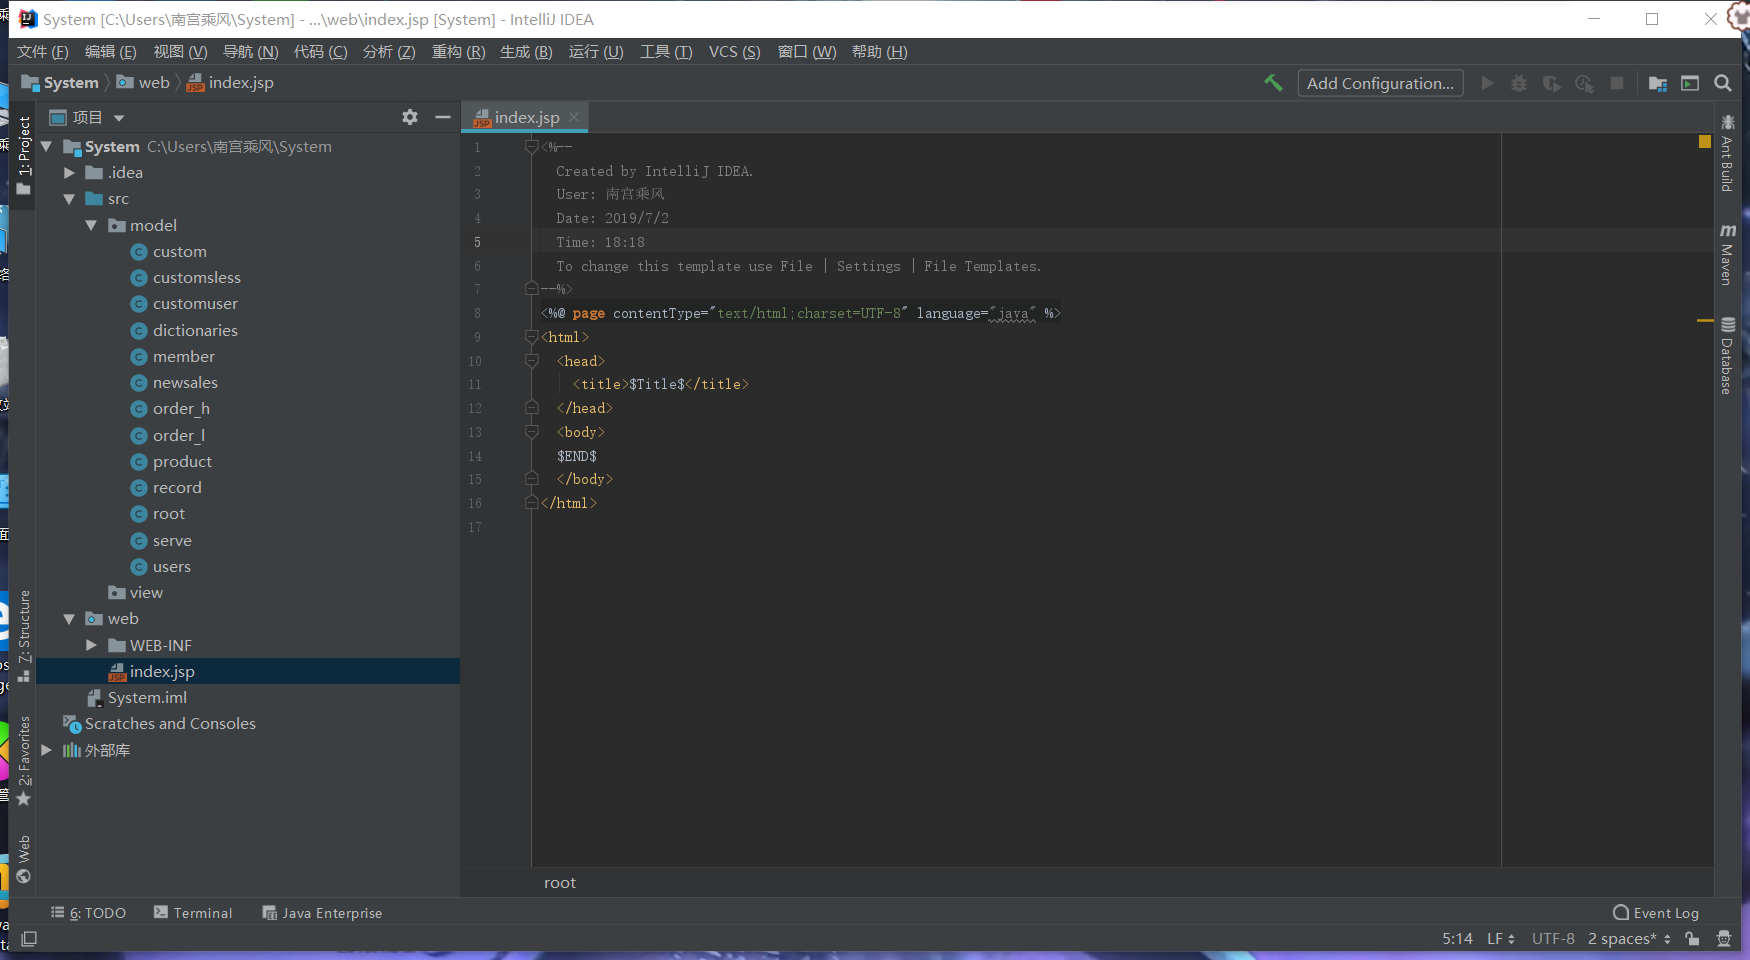 System [C:\Users\南宫乘风\System] - ...\web\index.jsp [System] - IntelliJ IDEA
文件 (F) 编辑 (E) 视图 (V) 导航 (N) 代码 (C) 分析 (Z) 重构 (R) 生成 (B) 运行 (U) 工具 (T) VCS (S) 窗口 (W) 帮助 (H)
System web index.jsp Add Configuration...
项目
index.jsp
1: Project
System C:\Users\南宫乘风\System
.idea
src
model
custom
customsless
customuser
dictionaries
member
newsales
order_h
order_l
product
record
root
serve
users
view
web
WEB-INF
index.jsp
System.iml
Scratches and Consoles
外部库
7: Structure
2: Favorites
Web
1 <%--
2 Created by IntelliJ IDEA.
3 User: 南宫乘风
4 Date: 2019/7/2
5 Time: 18:18
6 To change this template use File | Settings | File Templates.
7 --%>
8 <%@ page contentType="text/html;charset=UTF-8" language="java" %>
9 <html>
10 <head>
11 <title>$Title$</title>
12 </head>
13 <body>
14 $END$
15 </body>
16 </html>
17
Ant Build
Maven
Database
root
6: TODO Terminal Java Enterprise Event Log
5:14 LF UTF-8 2 spaces*